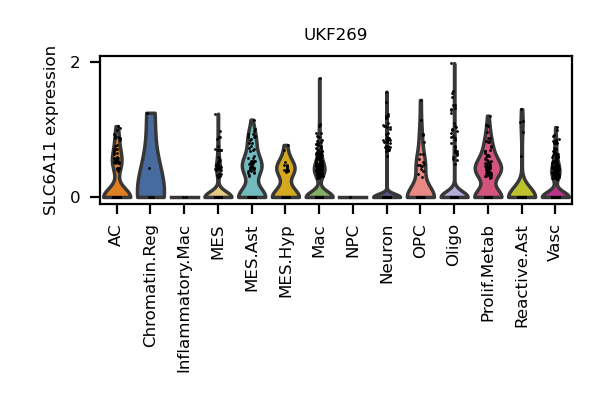 UKF269
SLC6A11 expression
2
0
AC
Chromatin.Reg
Inflammatory.Mac
MES
MES.Ast
MES.Hyp
Mac
NPC
Neuron
OPC
Oligo
Prolif.Metab
Reactive.Ast
Vasc